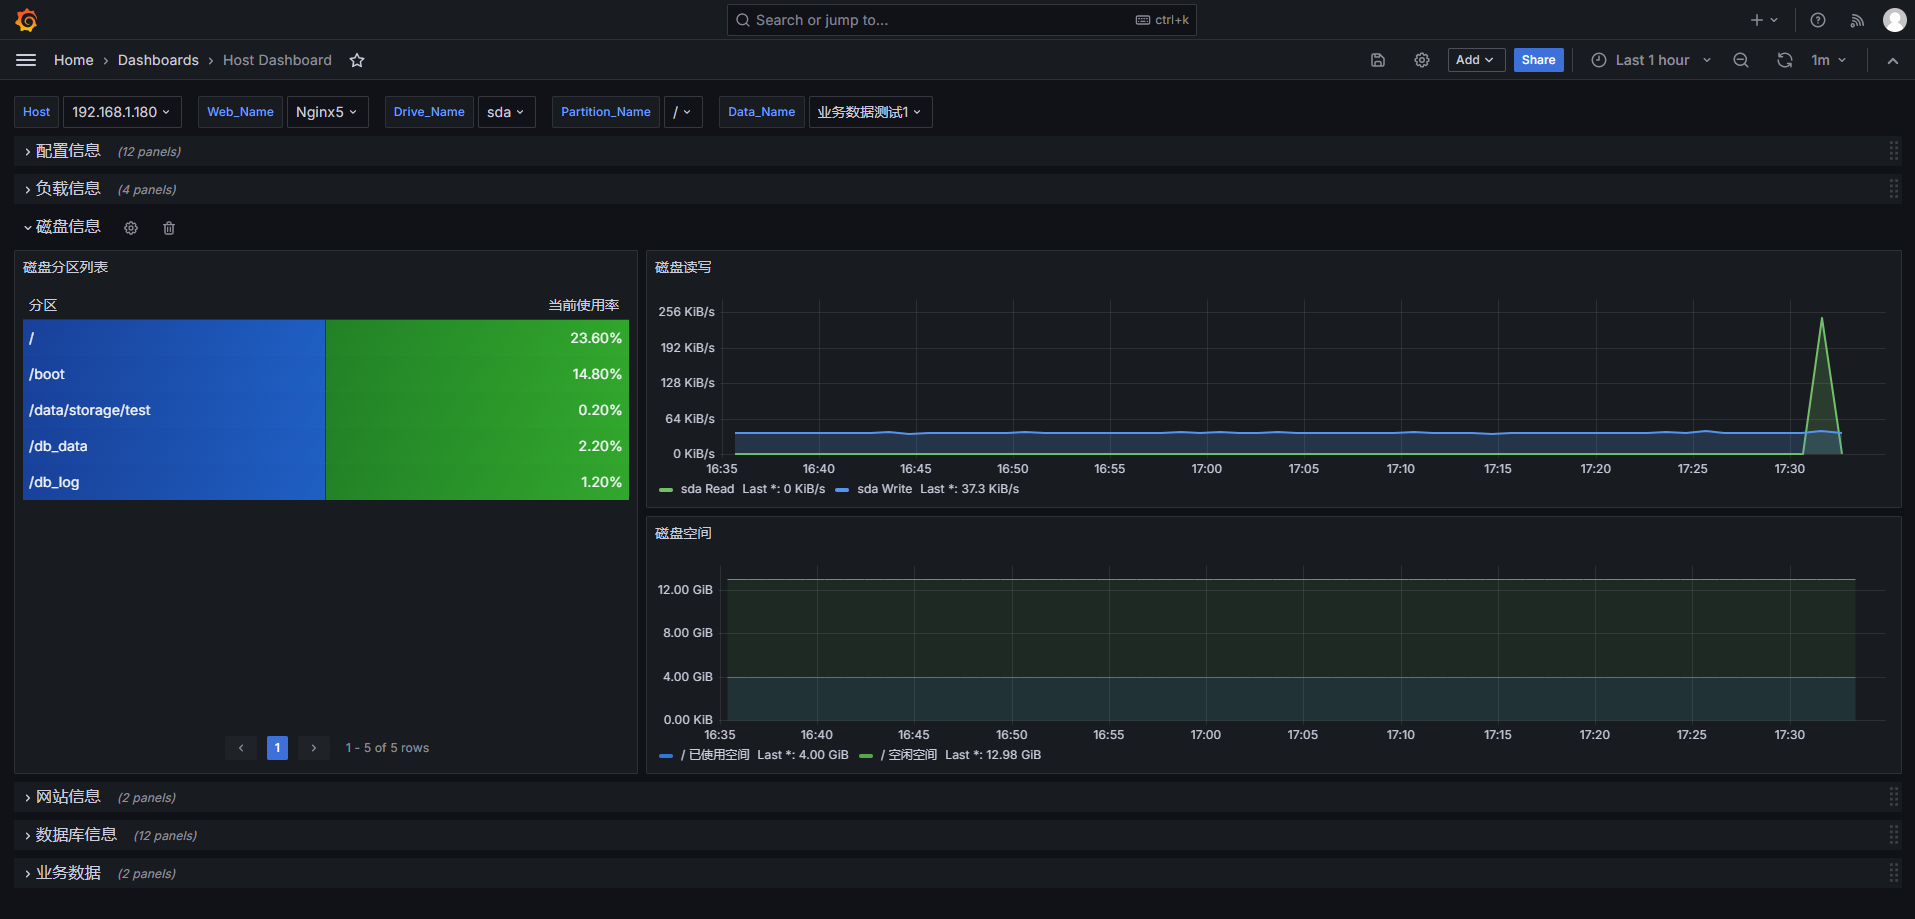 Search or jump to...
ctrl+k
Home › Dashboards › Host Dashboard
Add
Share
Last 1 hour
1m
Host
192.168.1.180
Web_Name
Nginx5
Drive_Name
sda
Partition_Name
/
Data_Name
业务数据测试1
配置信息 (12 panels)
负载信息 (4 panels)
磁盘信息
磁盘分区列表
分区 当前使用率
/ 23.60%
/boot 14.80%
/data/storage/test 0.20%
/db_data 2.20%
/db_log 1.20%
1
1 - 5 of 5 rows
磁盘读写
256 KiB/s
192 KiB/s
128 KiB/s
64 KiB/s
0 KiB/s
16:35 16:40 16:45 16:50 16:55 17:00 17:05 17:10 17:15 17:20 17:25 17:30
sda Read Last *: 0 KiB/s sda Write Last *: 37.3 KiB/s
磁盘空间
12.00 GiB
8.00 GiB
4.00 GiB
0.00 KiB
16:35 16:40 16:45 16:50 16:55 17:00 17:05 17:10 17:15 17:20 17:25 17:30
/ 已使用空间 Last *: 4.00 GiB / 空闲空间 Last *: 12.98 GiB
网站信息 (2 panels)
数据库信息 (12 panels)
业务数据 (2 panels)